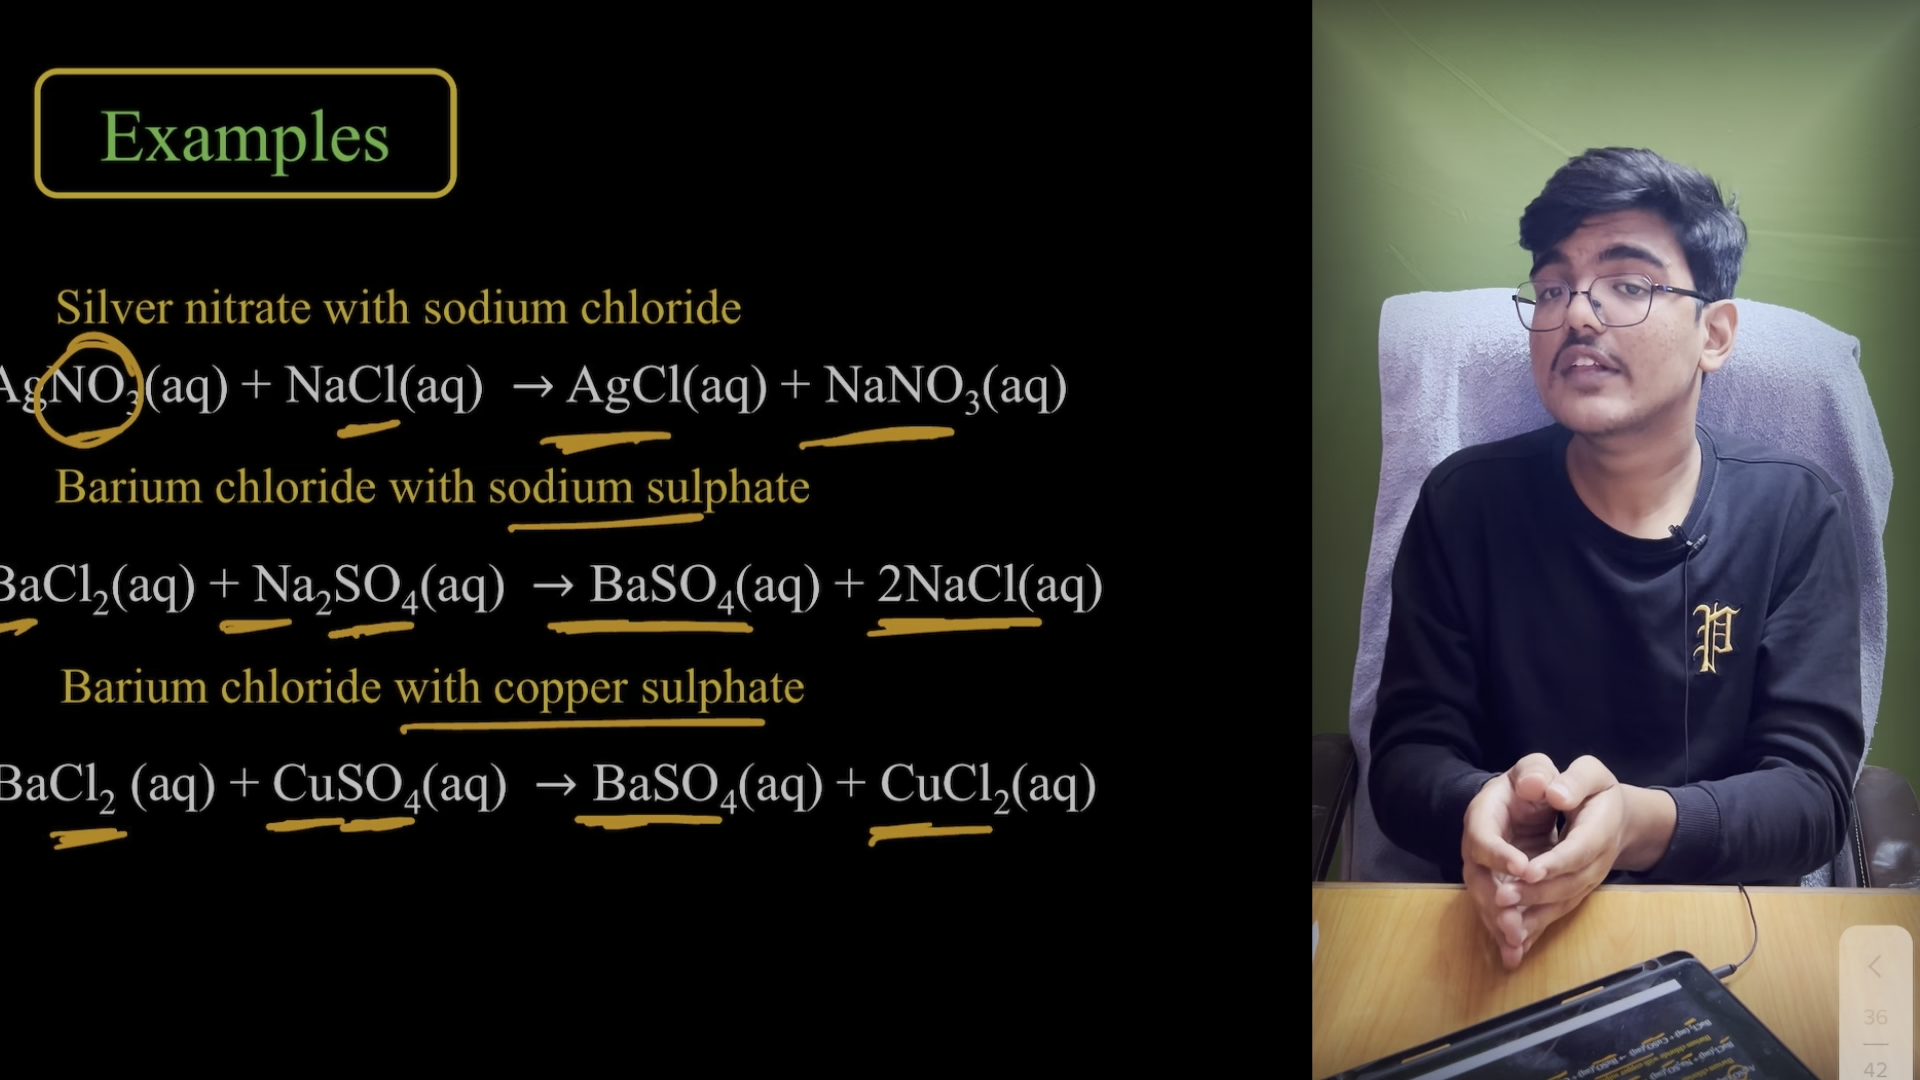 Examples
Silver nitrate with sodium chloride
AgNO₃(aq) + NaCl(aq) → AgCl(aq) + NaNO₃(aq)
Barium chloride with sodium sulphate
BaCl₂(aq) + Na₂SO₄(aq) → BaSO₄(aq) + 2NaCl(aq)
Barium chloride with copper sulphate
BaCl₂ (aq) + CuSO₄(aq) → BaSO₄(aq) + CuCl₂(aq)
P
36
42